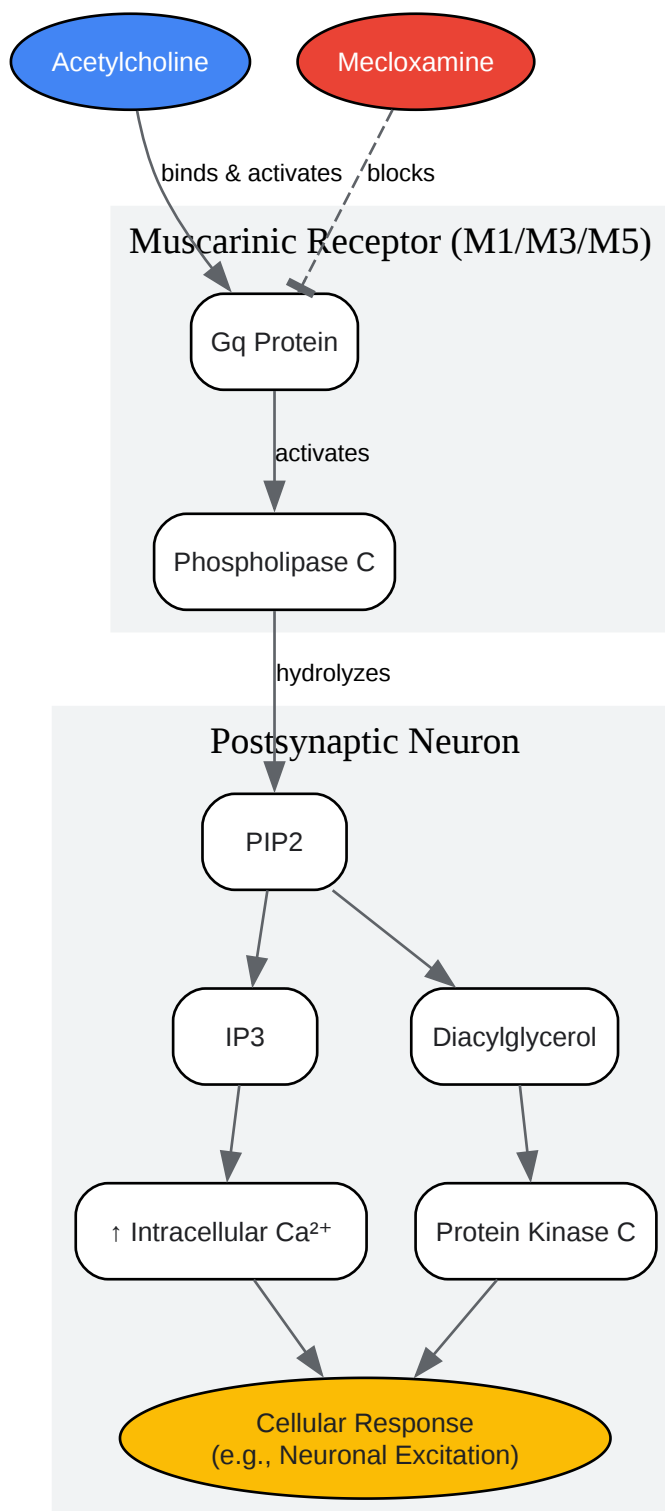 Acetylcholine
Mecloxamine
binds & activates
blocks
Muscarinic Receptor (M1/M3/M5)
Gq Protein
activates
Phospholipase C
hydrolyzes
Postsynaptic Neuron
PIP2
IP3
Diacylglycerol
↑ Intracellular Ca²⁺
Protein Kinase C
Cellular Response
(e.g., Neuronal Excitation)